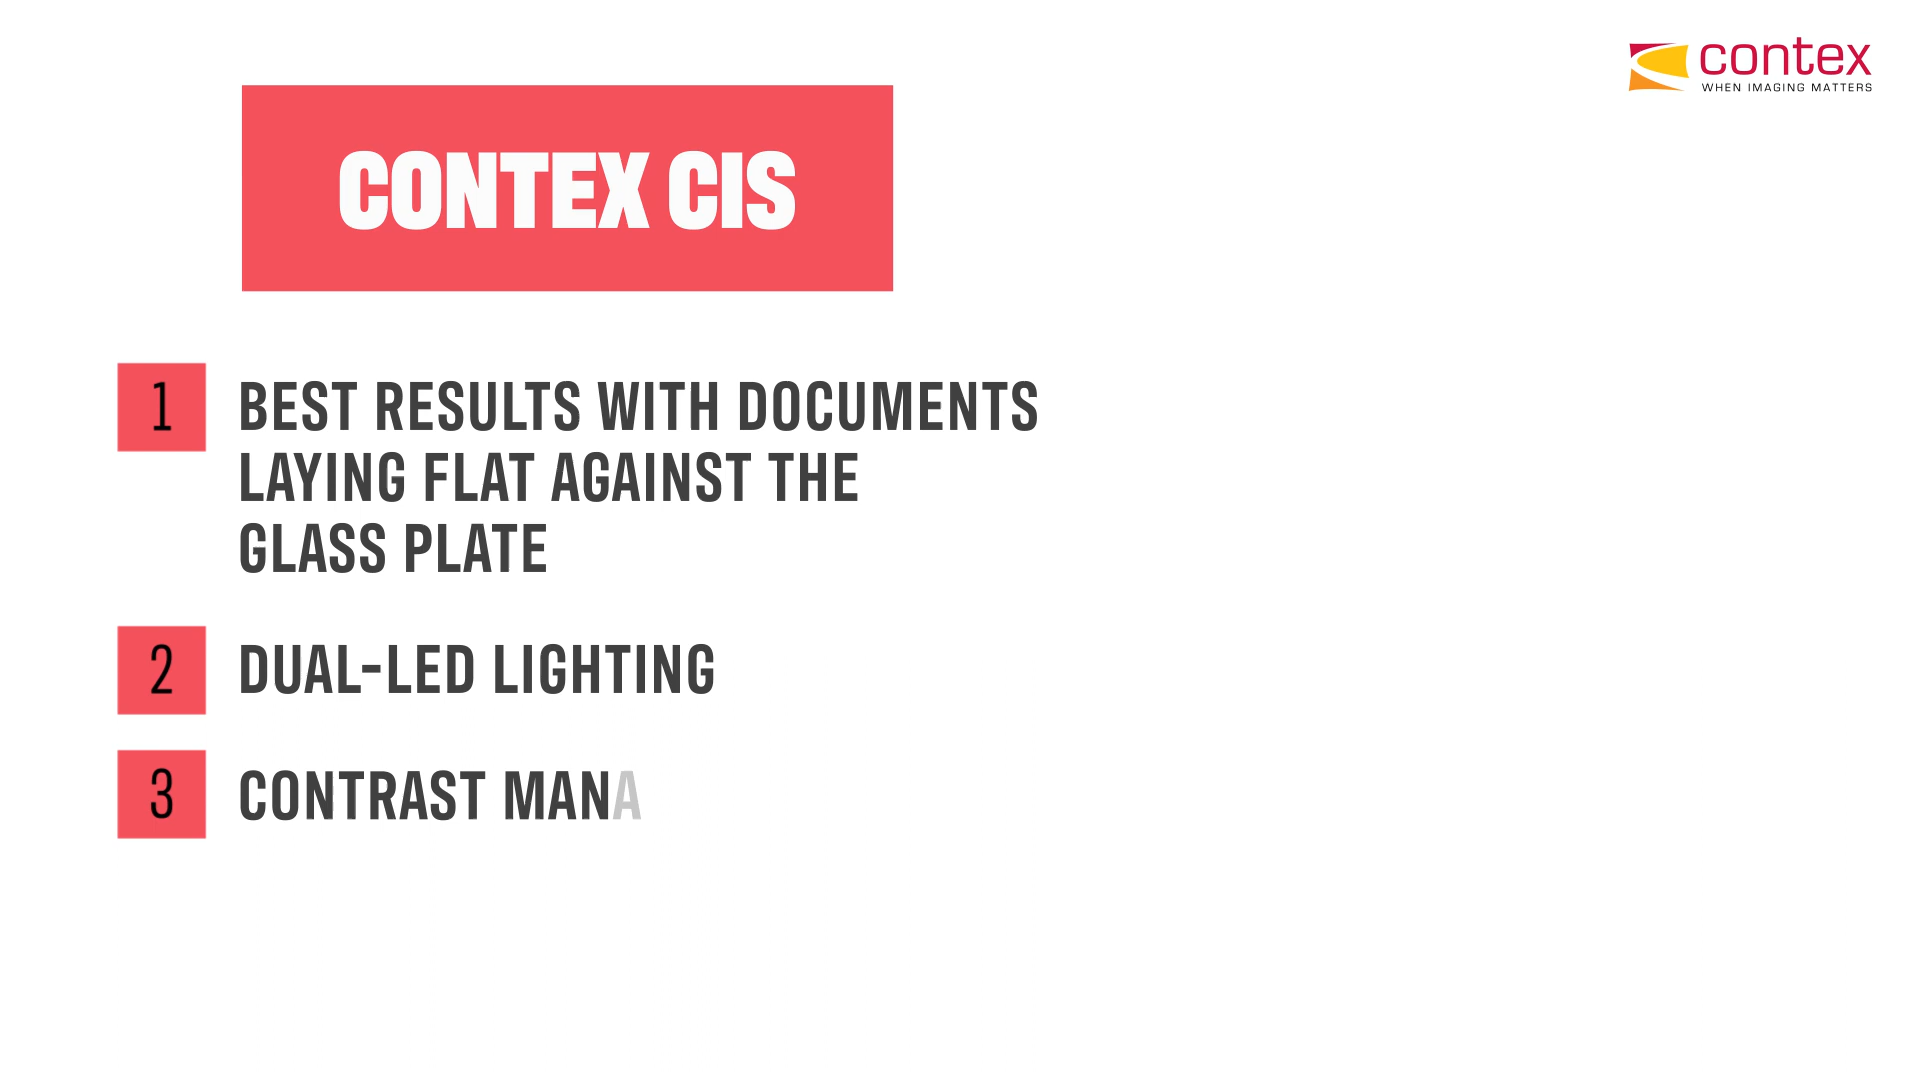 contex
WHEN IMAGING MATTERS
CONTEX CIS
1 BEST RESULTS WITH DOCUMENTS
LAYING FLAT AGAINST THE
GLASS PLATE
2 DUAL-LED LIGHTING
3 CONTRAST MANA